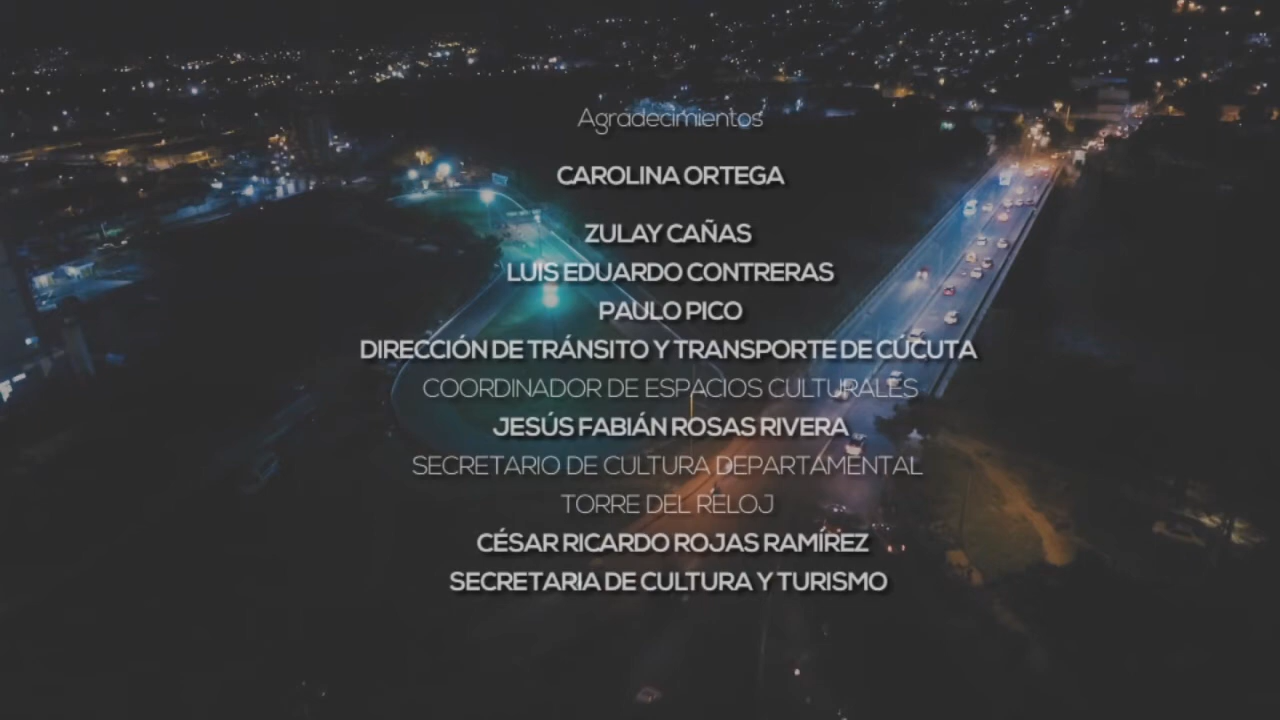 Agradecimientos
CAROLINA ORTEGA
ZULAY CAÑAS
LUIS EDUARDO CONTRERAS
PAULO PICO
DIRECCIÓN DE TRÁNSITO Y TRANSPORTE DE CÚCUTA
COORDINADOR DE ESPACIOS CULTURALES
JESÚS FABIÁN ROSAS RIVERA
SECRETARIO DE CULTURA DEPARTAMENTAL
TORRE DEL RELOJ
CÉSAR RICARDO ROJAS RAMÍREZ
SECRETARIA DE CULTURA Y TURISMO